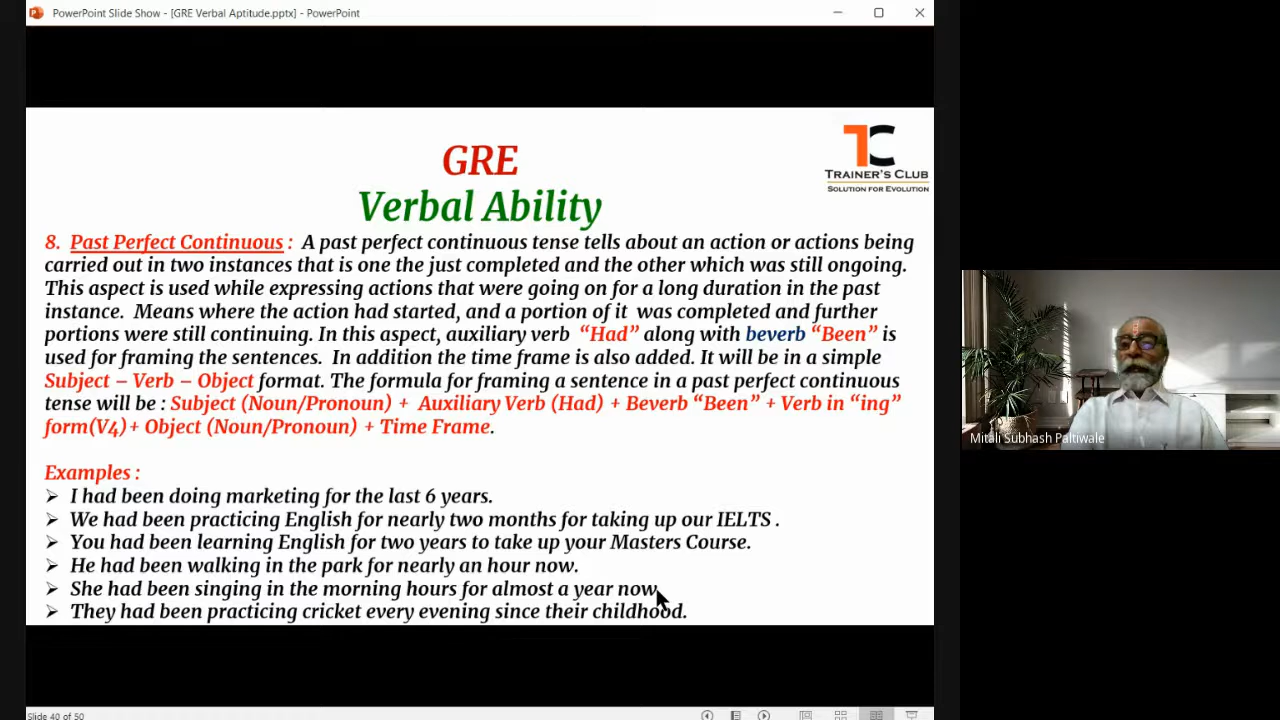 PowerPoint Slide Show - [GRE Verbal Aptitude.pptx] - PowerPoint
GRE
Verbal Ability
TC
TRAINER'S CLUB
SOLUTION FOR EVOLUTION
8. Past Perfect Continuous : A past perfect continuous tense tells about an action or actions being
carried out in two instances that is one the just completed and the other which was still ongoing.
This aspect is used while expressing actions that were going on for a long duration in the past
instance. Means where the action had started, and a portion of it was completed and further
portions were still continuing. In this aspect, auxiliary verb “Had” along with beverb “Been” is
used for framing the sentences. In addition the time frame is also added. It will be in a simple
Subject – Verb – Object format. The formula for framing a sentence in a past perfect continuous
tense will be : Subject (Noun/Pronoun) + Auxiliary Verb (Had) + Beverb “Been” + Verb in “ing”
form(V4)+ Object (Noun/Pronoun) + Time Frame.
Examples :
➢ I had been doing marketing for the last 6 years.
➢ We had been practicing English for nearly two months for taking up our IELTS .
➢ You had been learning English for two years to take up your Masters Course.
➢ He had been walking in the park for nearly an hour now.
➢ She had been singing in the morning hours for almost a year now.
➢ They had been practicing cricket every evening since their childhood.
Mitali Subhash Paltiwale
Slide 40 of 50